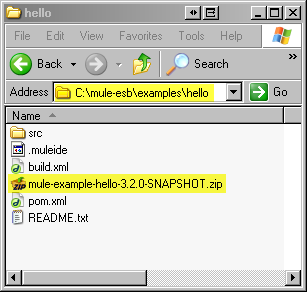 hello
File Edit View Favorites Tools Help
Back Search
Address C:\mule-esb\examples\hello Go
Name
src
.muleide
build.xml
mule-example-hello-3.2.0-SNAPSHOT.zip
pom.xml
README.txt